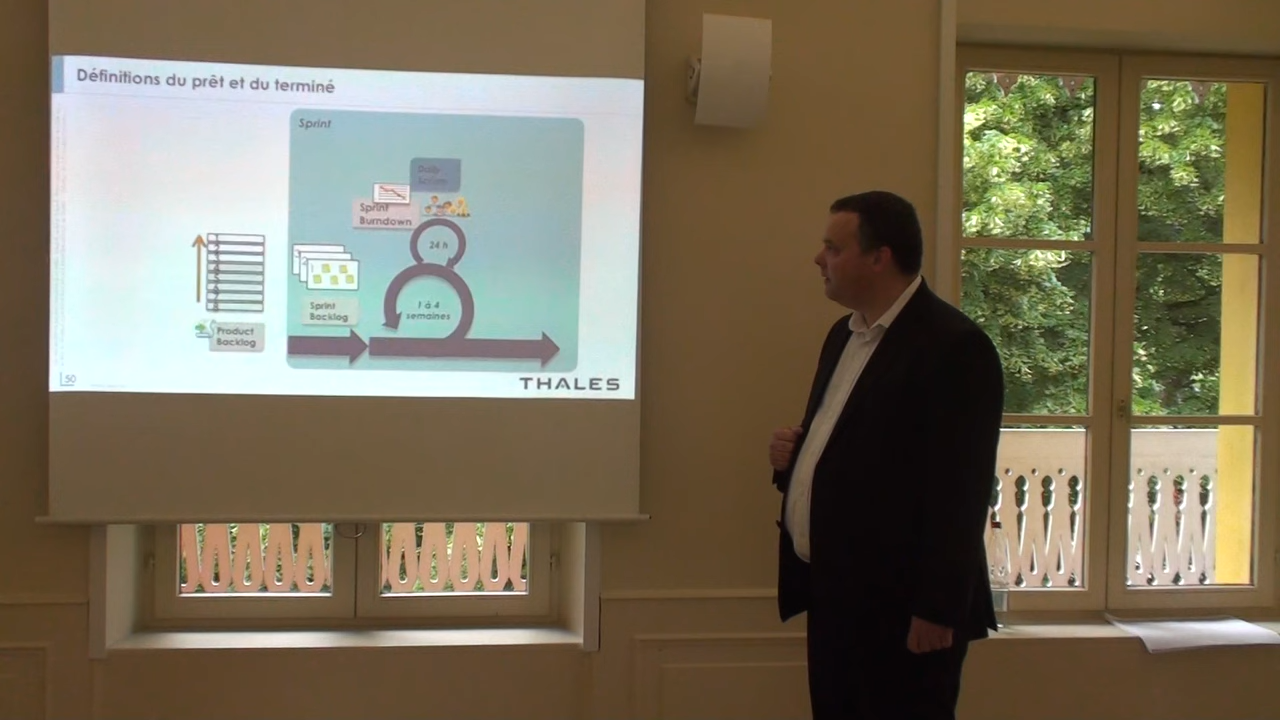 Définitions du prêt et du terminé
Sprint
Daily
Scrum
Sprint
Burndown
24 h
1 à 4
semaines
Sprint
Backlog
Product
Backlog
50
THALES